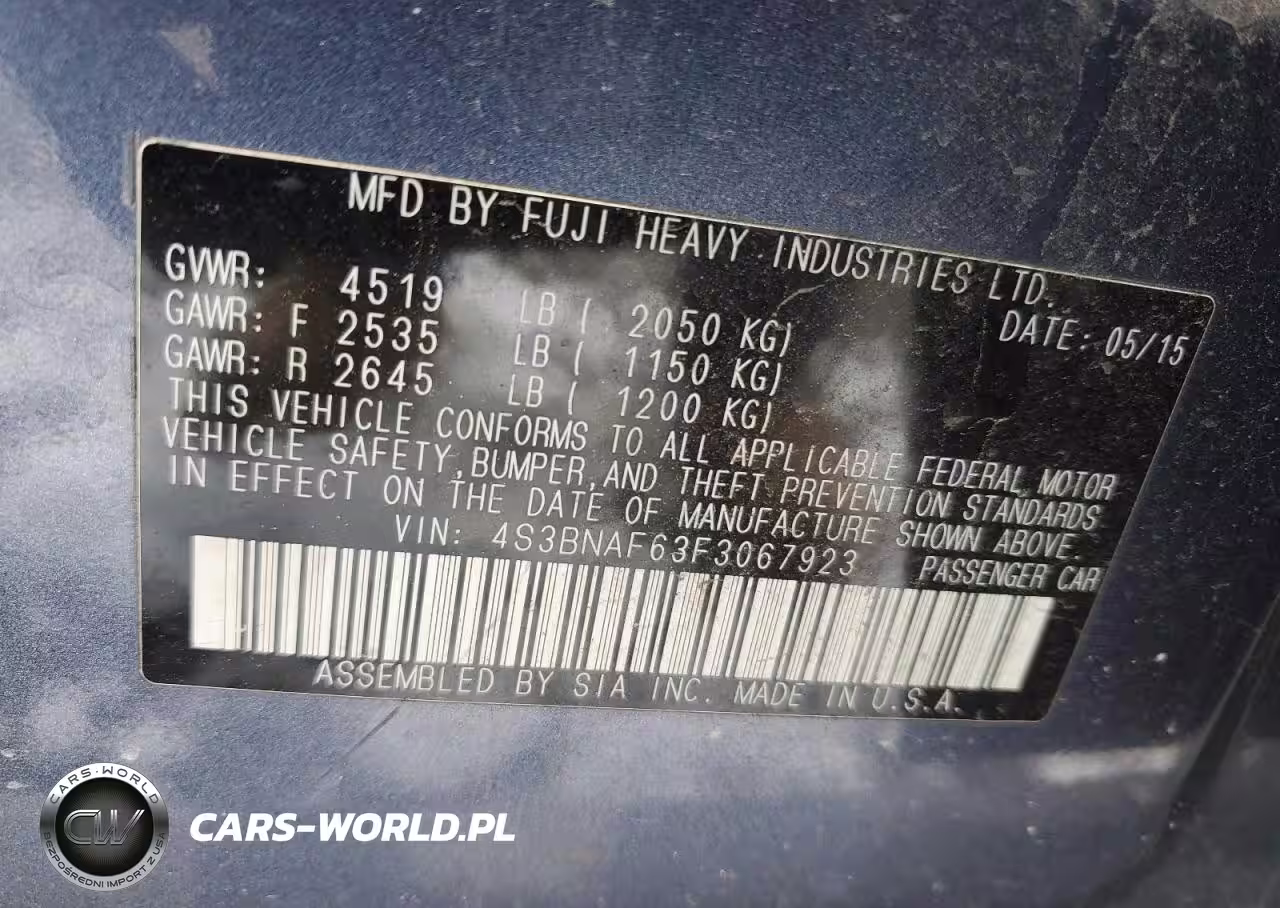 MFD BY FUJI HEAVY INDUSTRIES LTD.
DATE: 05/15
GVWR: 4519 LB ( 2050 KG)
GAWR: F 2535 LB ( 1150 KG)
GAWR: R 2645 LB ( 1200 KG)
THIS VEHICLE CONFORMS TO ALL APPLICABLE FEDERAL MOTOR
VEHICLE SAFETY, BUMPER, AND THEFT PREVENTION STANDARDS
IN EFFECT ON THE DATE OF MANUFACTURE SHOWN ABOVE.
VIN: 4S3BNAF63F3067923 PASSENGER CAR
ASSEMBLED BY SIA INC. MADE IN U.S.A.
CARS-WORLD
CW
BEZPOŚREDNI IMPORT Z USA
CARS-WORLD.PL